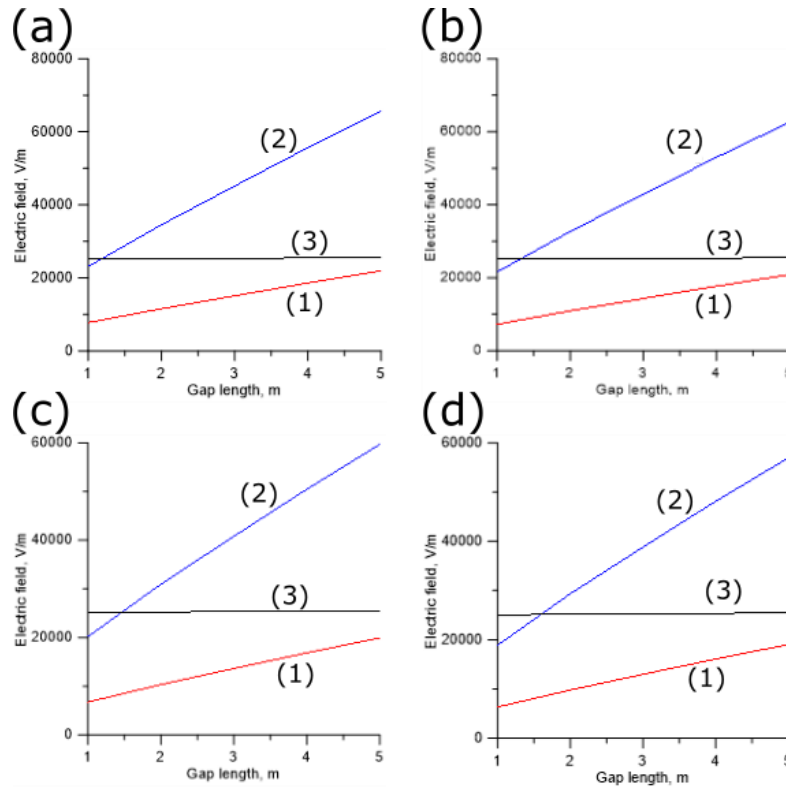 (a)
80000
60000
40000
20000
0
Electric field, V/m
(2)
(3)
(1)
1 2 3 4 5
Gap length, m
(b)
80000
60000
40000
20000
0
Electric field, V/m
(2)
(3)
(1)
1 2 3 4 5
Gap length, m
(c)
60000
40000
20000
0
Electric field, V/m
(2)
(3)
(1)
1 2 3 4 5
Gap length, m
(d)
60000
40000
20000
0
Electric field, V/m
(2)
(3)
(1)
1 2 3 4 5
Gap length, m